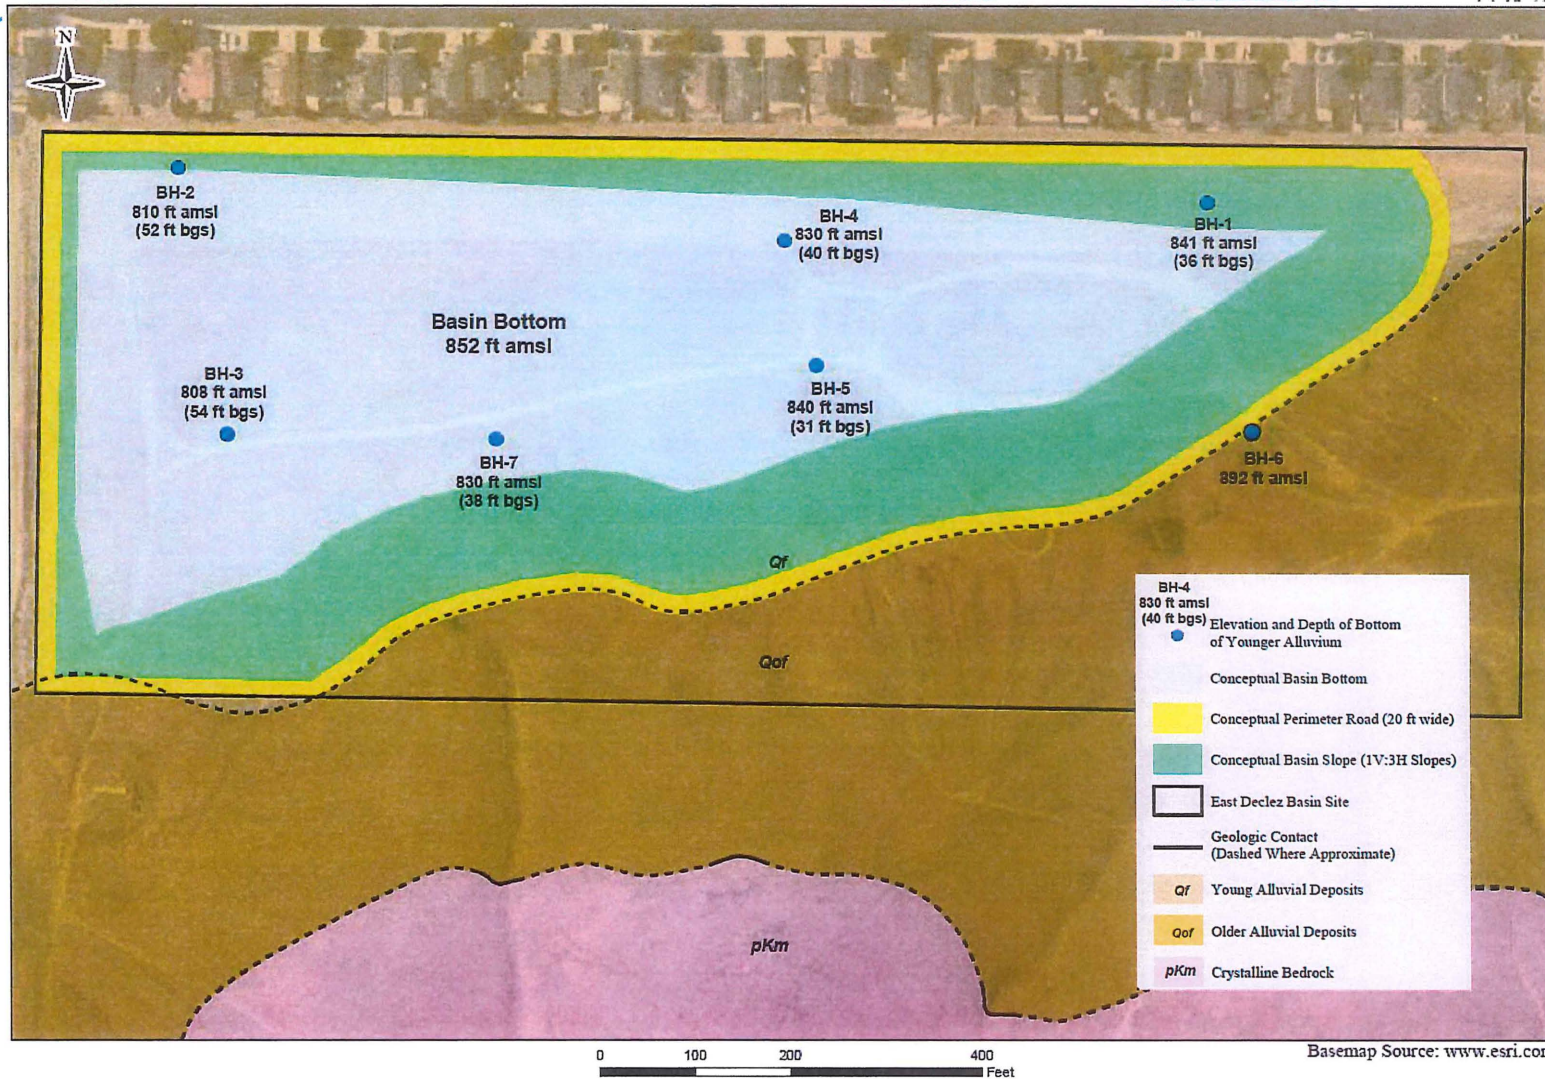 N
BH-2
810 ft amsl
(52 ft bgs)
BH-4
830 ft amsl
(40 ft bgs)
BH-1
841 ft amsl
(36 ft bgs)
Basin Bottom
852 ft amsl
BH-3
808 ft amsl
(54 ft bgs)
BH-5
840 ft amsl
(31 ft bgs)
BH-7
830 ft amsl
(38 ft bgs)
BH-6
892 ft amsl
Qf
Qof
pKm
BH-4
830 ft amsl
(40 ft bgs)
Elevation and Depth of Bottom
of Younger Alluvium
Conceptual Basin Bottom
Conceptual Perimeter Road (20 ft wide)
Conceptual Basin Slope (1V:3H Slopes)
East Declez Basin Site
Geologic Contact
(Dashed Where Approximate)
Qf Young Alluvial Deposits
Qof Older Alluvial Deposits
pKm Crystalline Bedrock
0 100 200 400
Feet
Basemap Source: www.esri.com